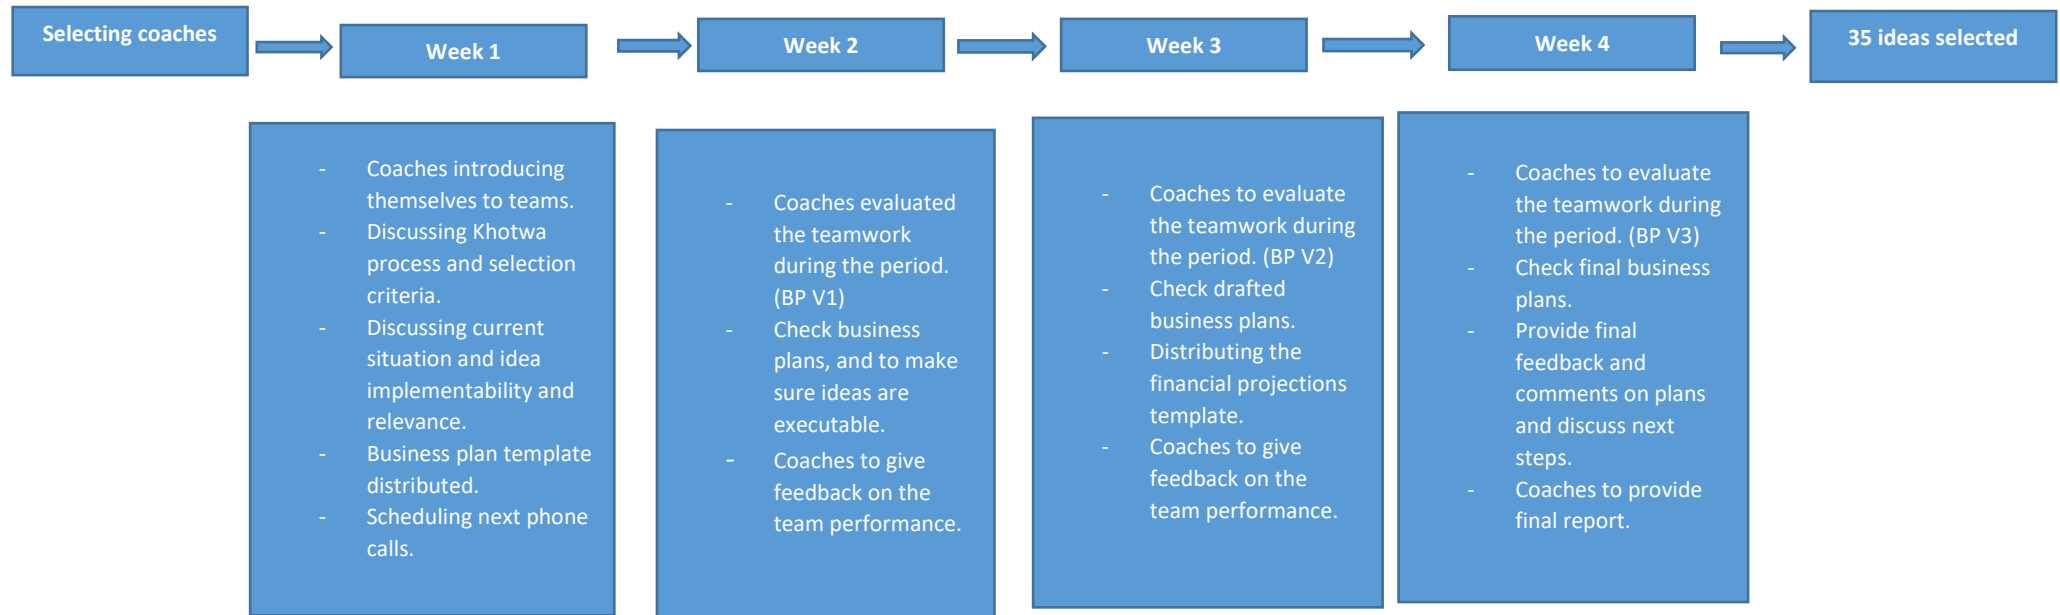 Selecting coaches
Week 1
Week 2
Week 3
Week 4
35 ideas selected
- Coaches introducing
themselves to teams.
- Discussing Khotwa
process and selection
criteria.
- Discussing current
situation and idea
implementability and
relevance.
- Business plan template
distributed.
- Scheduling next phone
calls.
- Coaches evaluated
the teamwork
during the period.
(BP V1)
- Check business
plans, and to make
sure ideas are
executable.
- Coaches to give
feedback on the
team performance.
- Coaches to evaluate
the teamwork during
the period. (BP V2)
- Check drafted
business plans.
- Distributing the
financial projections
template.
- Coaches to give
feedback on the
team performance.
- Coaches to evaluate
the teamwork during
the period. (BP V3)
- Check final business
plans.
- Provide final
feedback and
comments on plans
and discuss next
steps.
- Coaches to provide
final report.